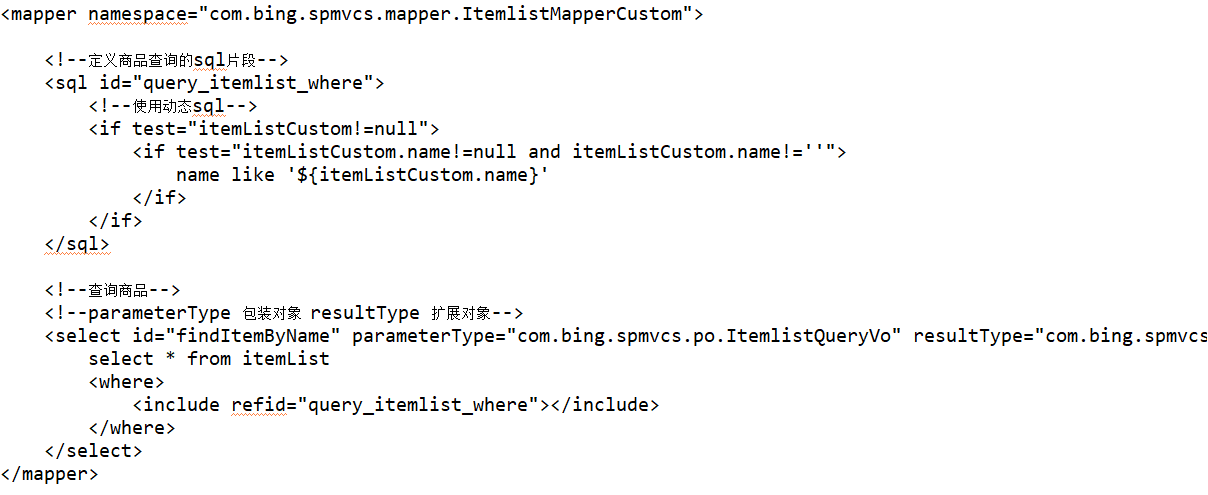 <mapper namespace="com.bing.spmvcs.mapper.ItemlistMapperCustom">
<!--定义商品查询的sql片段-->
<sql id="query_itemlist_where">
<!--使用动态sql-->
<if test="itemListCustom!=null">
<if test="itemListCustom.name!=null and itemListCustom.name!=''">
name like '${itemListCustom.name}'
</if>
</if>
</sql>
<!--查询商品-->
<!--parameterType 包装对象 resultType 扩展对象-->
<select id="findItemByName" parameterType="com.bing.spmvcs.po.ItemlistQueryVo" resultType="com.bing.spmvcs
select * from itemList
<where>
<include refid="query_itemlist_where"></include>
</where>
</select>
</mapper>